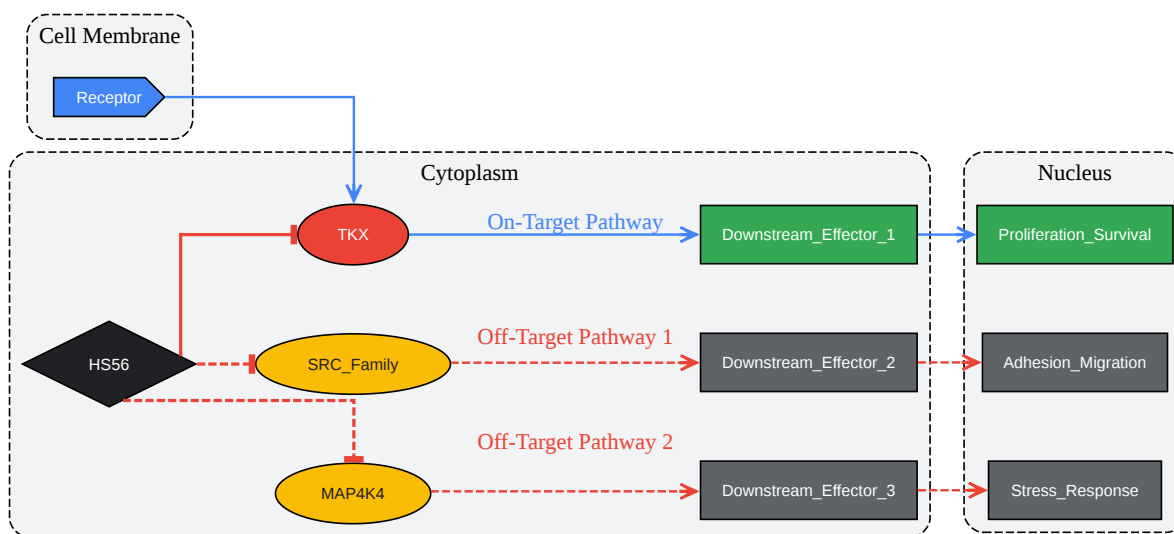 Cell Membrane
Receptor
Cytoplasm
Nucleus
TKX
On-Target Pathway
Downstream_Effector_1
Proliferation_Survival
HS56
SRC_Family
Off-Target Pathway 1
Downstream_Effector_2
Adhesion_Migration
Off-Target Pathway 2
MAP4K4
Downstream_Effector_3
Stress_Response